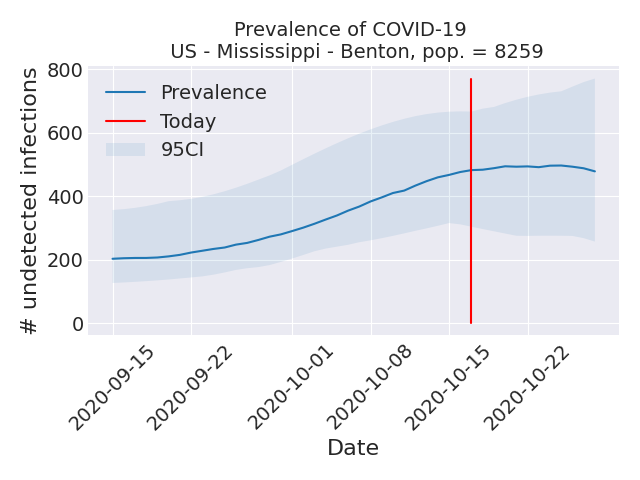 Prevalence of COVID-19
US - Mississippi - Benton, pop. = 8259
# undetected infections
800
600
400
200
0
Prevalence
Today
95CI
2020-09-15
2020-09-22
2020-10-01
2020-10-08
2020-10-15
2020-10-22
Date